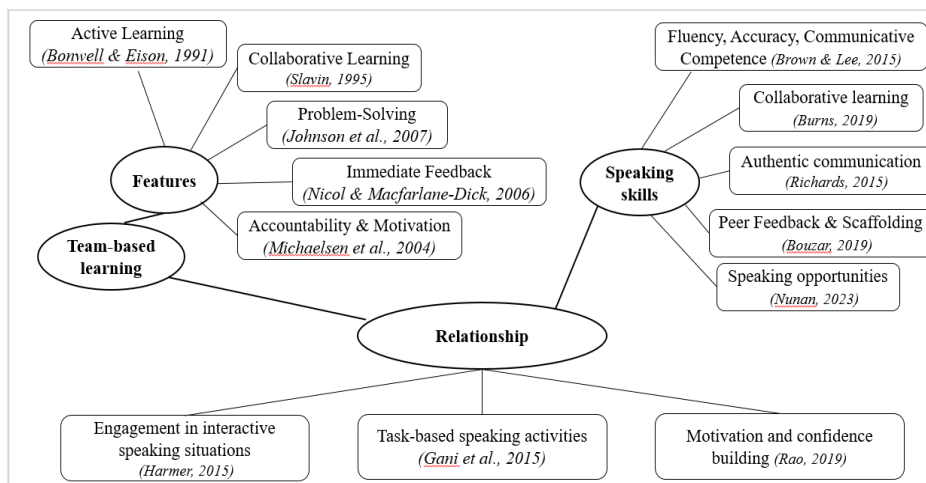 Active Learning
(Bonwell & Eison, 1991)
Collaborative Learning
(Slavin, 1995)
Problem-Solving
(Johnson et al., 2007)
Immediate Feedback
(Nicol & Macfarlane-Dick, 2006)
Accountability & Motivation
(Michaelsen et al. 2004)
Features
Team-based
learning
Fluency, Accuracy, Communicative
Competence (Brown & Lee, 2015)
Collaborative learning
(Burns, 2019)
Authentic communication
(Richards, 2015)
Peer Feedback & Scaffolding
(Bouzar, 2019)
Speaking opportunities
(Nunan, 2023)
Speaking
skills
Relationship
Engagement in interactive
speaking situations
(Harmer, 2015)
Task-based speaking activities
(Gani et al., 2015)
Motivation and confidence
building (Rao, 2019)